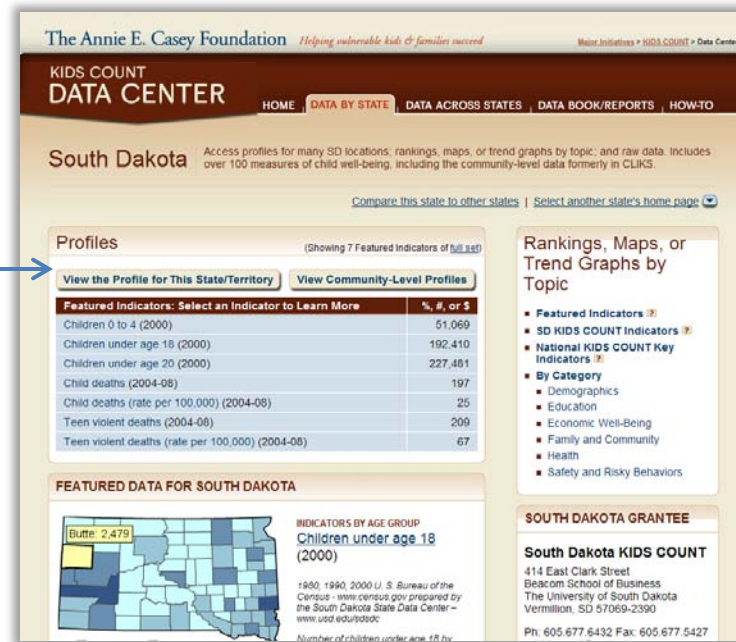 The Annie E. Casey Foundation Helping vulnerable kids & families succeed
Major Initiatives > KIDS COUNT > Data Cente
KIDS COUNT
DATA CENTER
HOME DATA BY STATE DATA ACROSS STATES DATA BOOK/REPORTS HOW-TO
South Dakota
Access profiles for many SD locations; rankings, maps, or trend graphs by topic; and raw data. Includes
over 100 measures of child well-being, including the community-level data formerly in CLIKS.
Compare this state to other states | Select another state's home page
Profiles
(Showing 7 Featured Indicators of full set)
View the Profile for This State/Territory View Community-Level Profiles
Featured Indicators: Select an Indicator to Learn More %, #, or $
Children 0 to 4 (2000) 51,069
Children under age 18 (2000) 192,410
Children under age 20 (2000) 227,481
Child deaths (2004-08) 197
Child deaths (rate per 100,000) (2004-08) 25
Teen violent deaths (2004-08) 209
Teen violent deaths (rate per 100,000) (2004-08) 67
Rankings, Maps, or
Trend Graphs by
Topic
Featured Indicators ?
SD KIDS COUNT Indicators ?
National KIDS COUNT Key
Indicators ?
By Category
Demographics
Education
Economic Well-Being
Family and Community
Health
Safety and Risky Behaviors
FEATURED DATA FOR SOUTH DAKOTA
Butte: 2,479
INDICATORS BY AGE GROUP
Children under age 18
(2000)
1980, 1990, 2000 U. S. Bureau of the
Census - www.census.gov prepared by
the South Dakota State Data Center –
www.usd.edu/sdsdc
Number of children under age 18 by
SOUTH DAKOTA GRANTEE
South Dakota KIDS COUNT
414 East Clark Street
Beacom School of Business
The University of South Dakota
Vermillion, SD 57069-2390
Ph: 605.677.6432 Fax: 605.677.5427